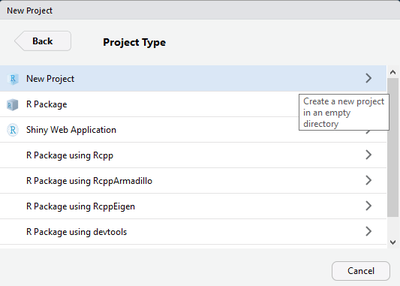 New Project
Back
Project Type
New Project
R Package
Create a new project
in an empty
directory
Shiny Web Application
R Package using Rcpp
R Package using RcppArmadillo
R Package using RcppEigen
R Package using devtools
Cancel